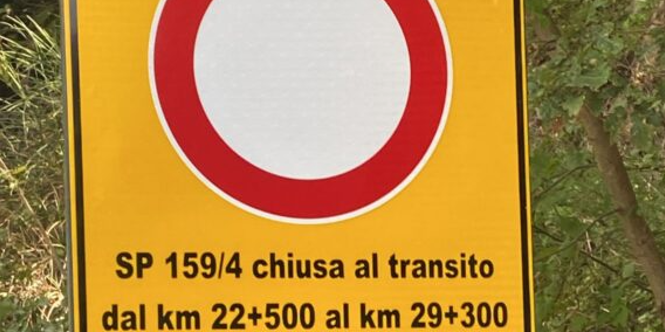 SP 159/4 chiusa al transito
dal km 22+500 al km 29+300